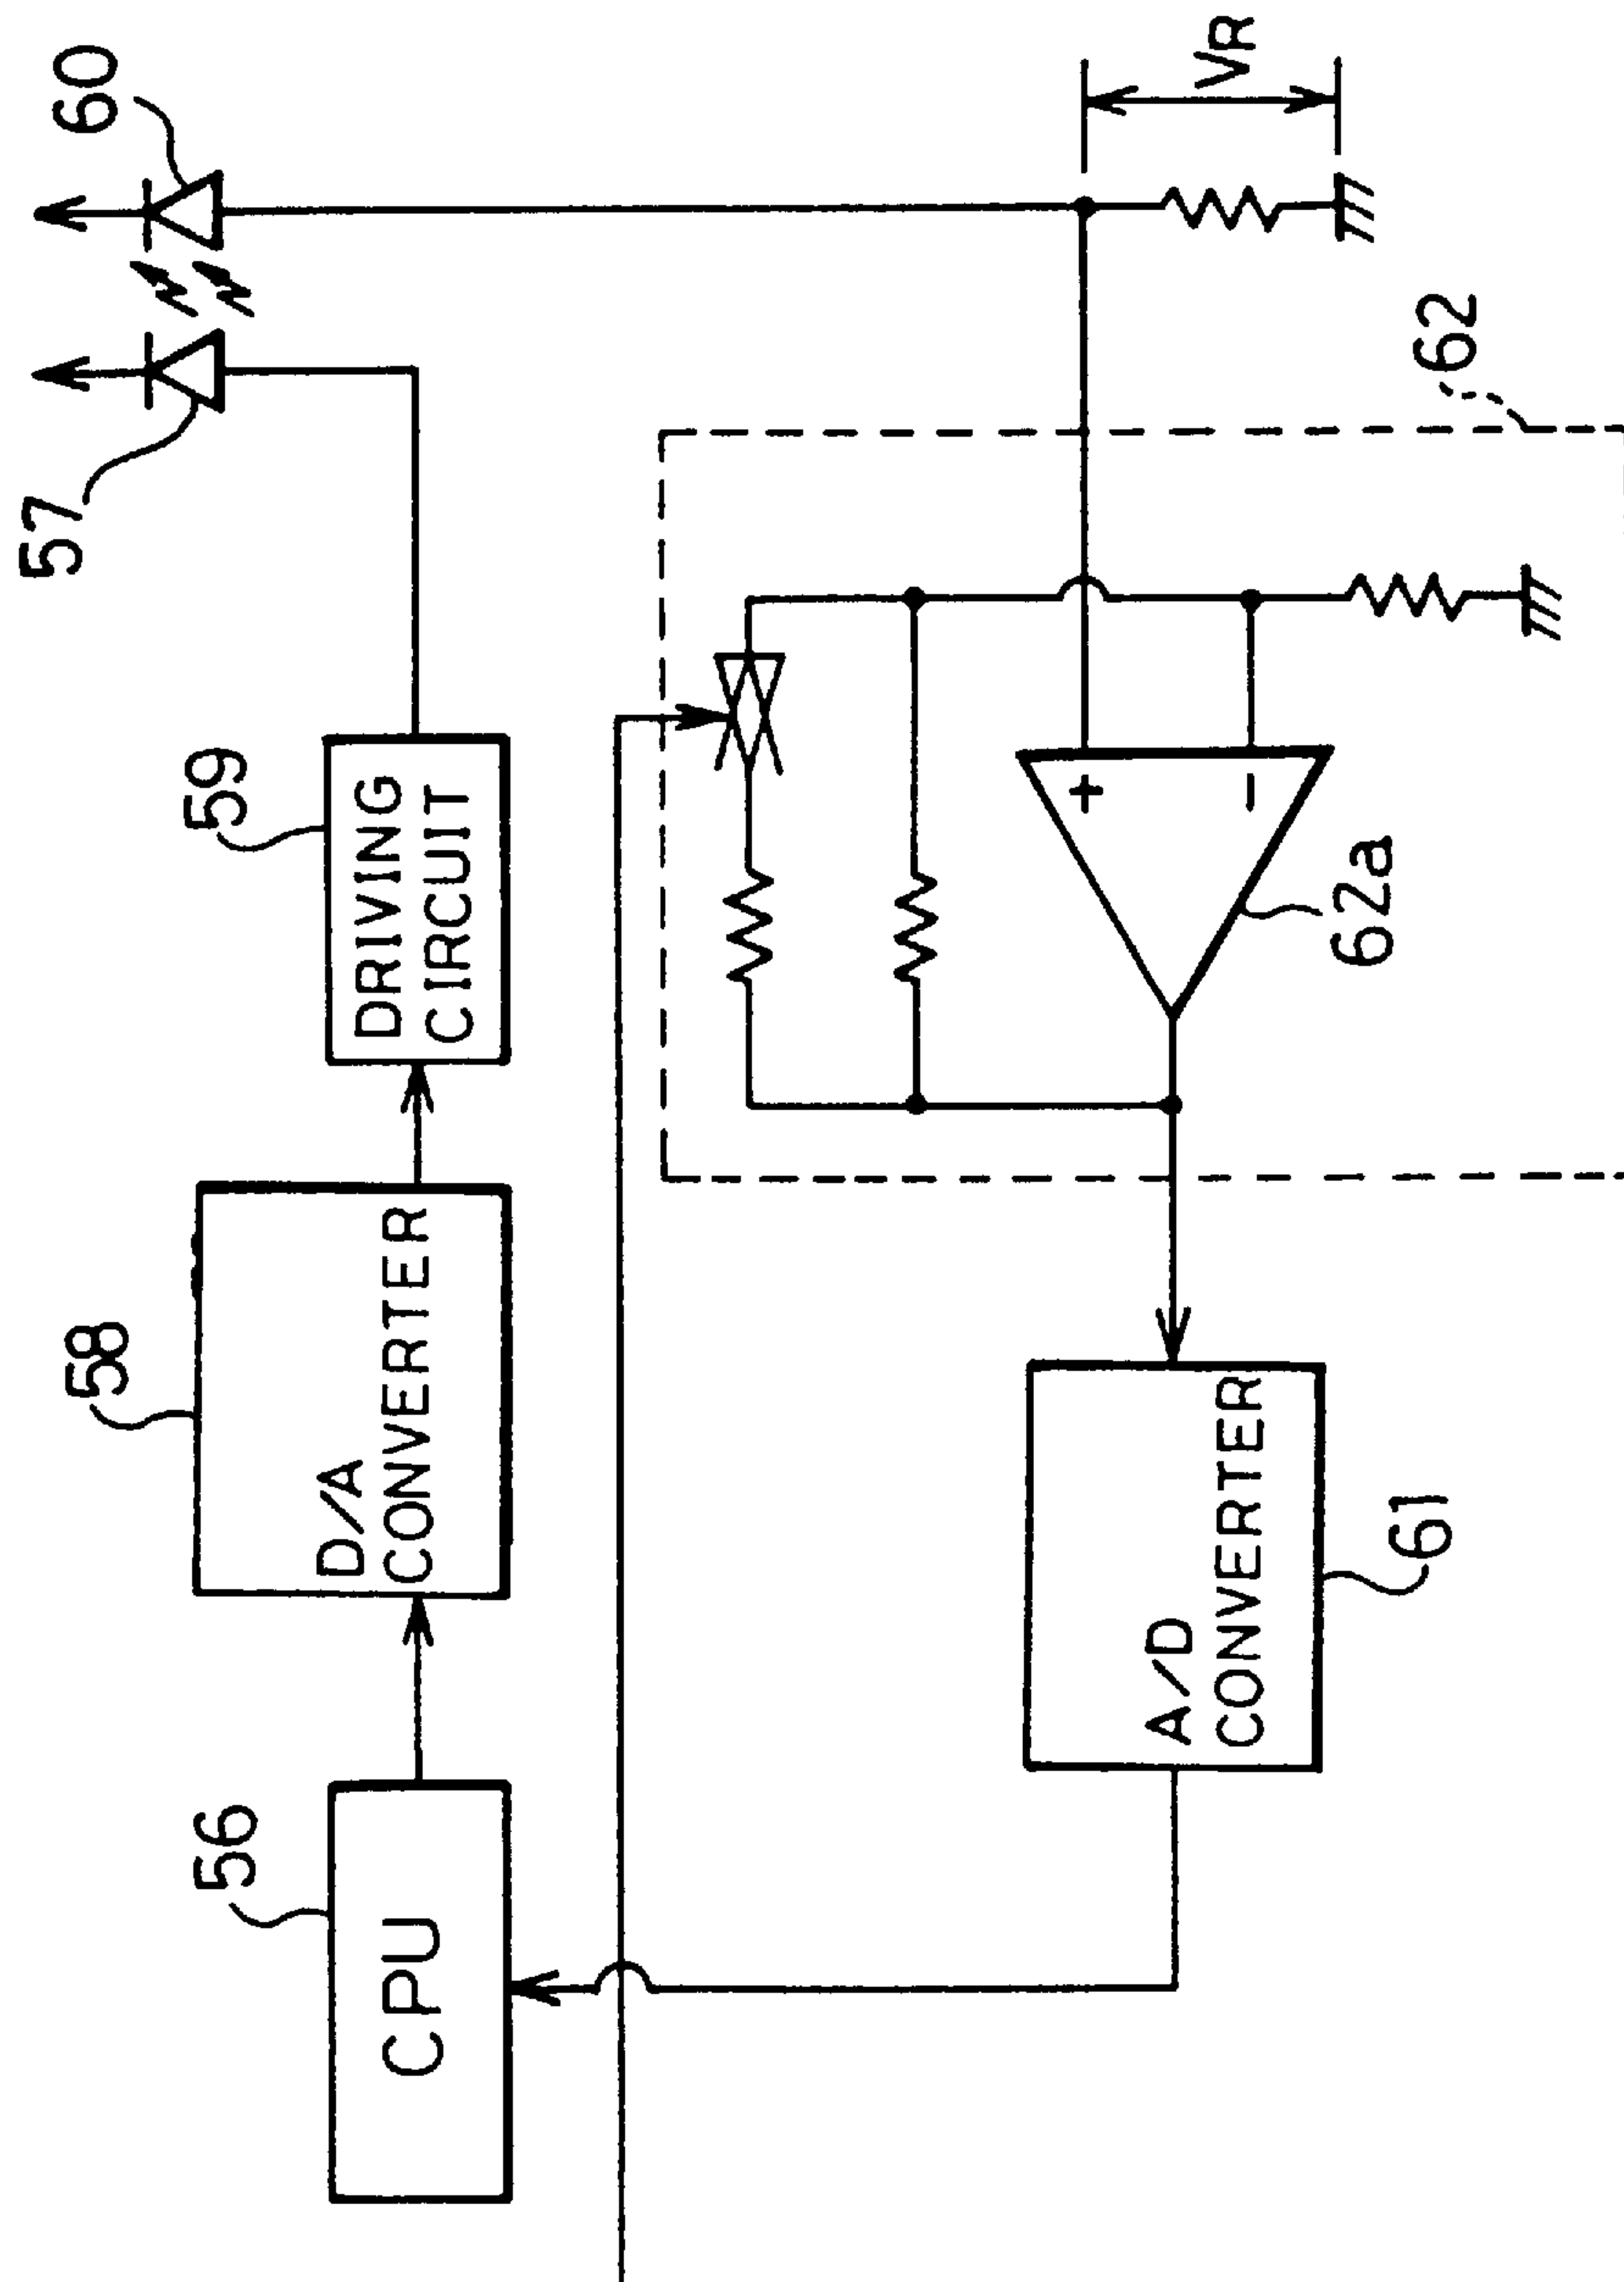 56
CPU
58
D/A
CONVERTER
59
DRIVING
CIRCUIT
57
60
61
A/D
CONVERTER
62a
+
−
62
VR